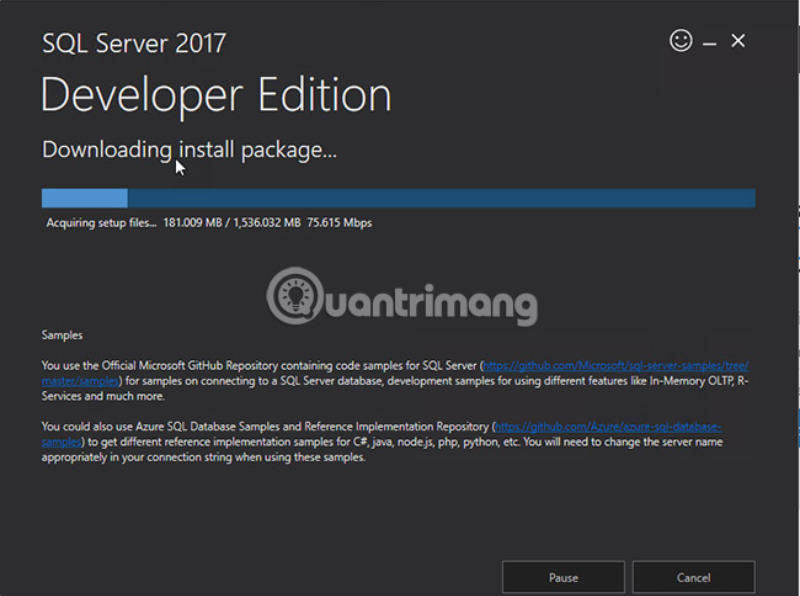 SQL Server 2017
Developer Edition
Downloading install package...
Acquiring setup files... 181.009 MB / 1,536.032 MB 75.615 Mbps
Quantrimang
Samples
You use the Official Microsoft GitHub Repository containing code samples for SQL Server (https://github.com/Microsoft/sql-server-samples/tree/
master/samples) for samples on connecting to a SQL Server database, development samples for using different features like In-Memory OLTP, R-
Services and much more.
You could also use Azure SQL Database Samples and Reference Implementation Repository (https://github.com/Azure/azure-sql-database-
samples) to get different reference implementation samples for C#, java, node.js, php, python, etc. You will need to change the server name
appropriately in your connection string when using these samples.
Pause
Cancel